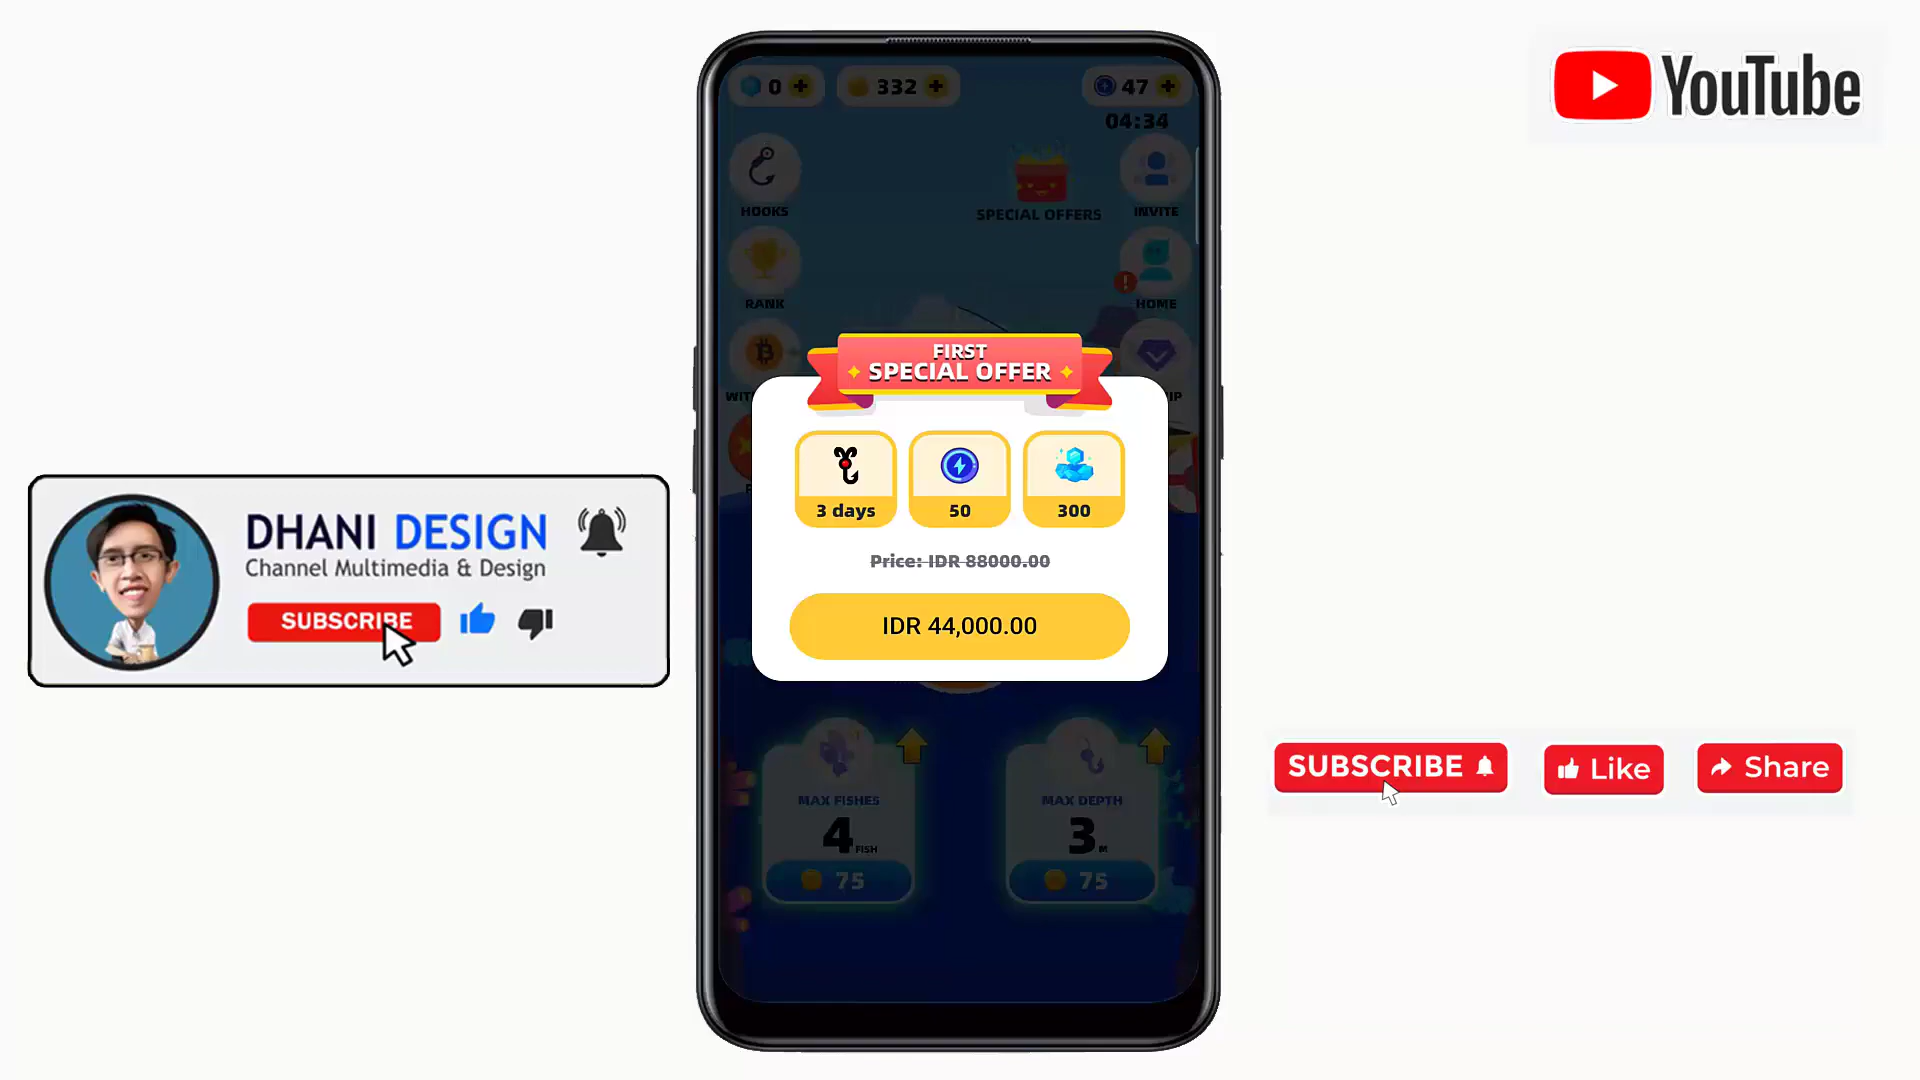 YouTube
0
332
47
04:34
HOOKS
SPECIAL OFFERS
INVITE
RANK
HOME
FIRST
SPECIAL OFFER
3 days
50
300
Price: IDR 88000.00
IDR 44,000.00
DHANI DESIGN
Channel Multimedia & Design
SUBSCRIBE
SUBSCRIBE
Like
Share
MAX FISHES
4 FISH
75
MAX DEPTH
3 M
75